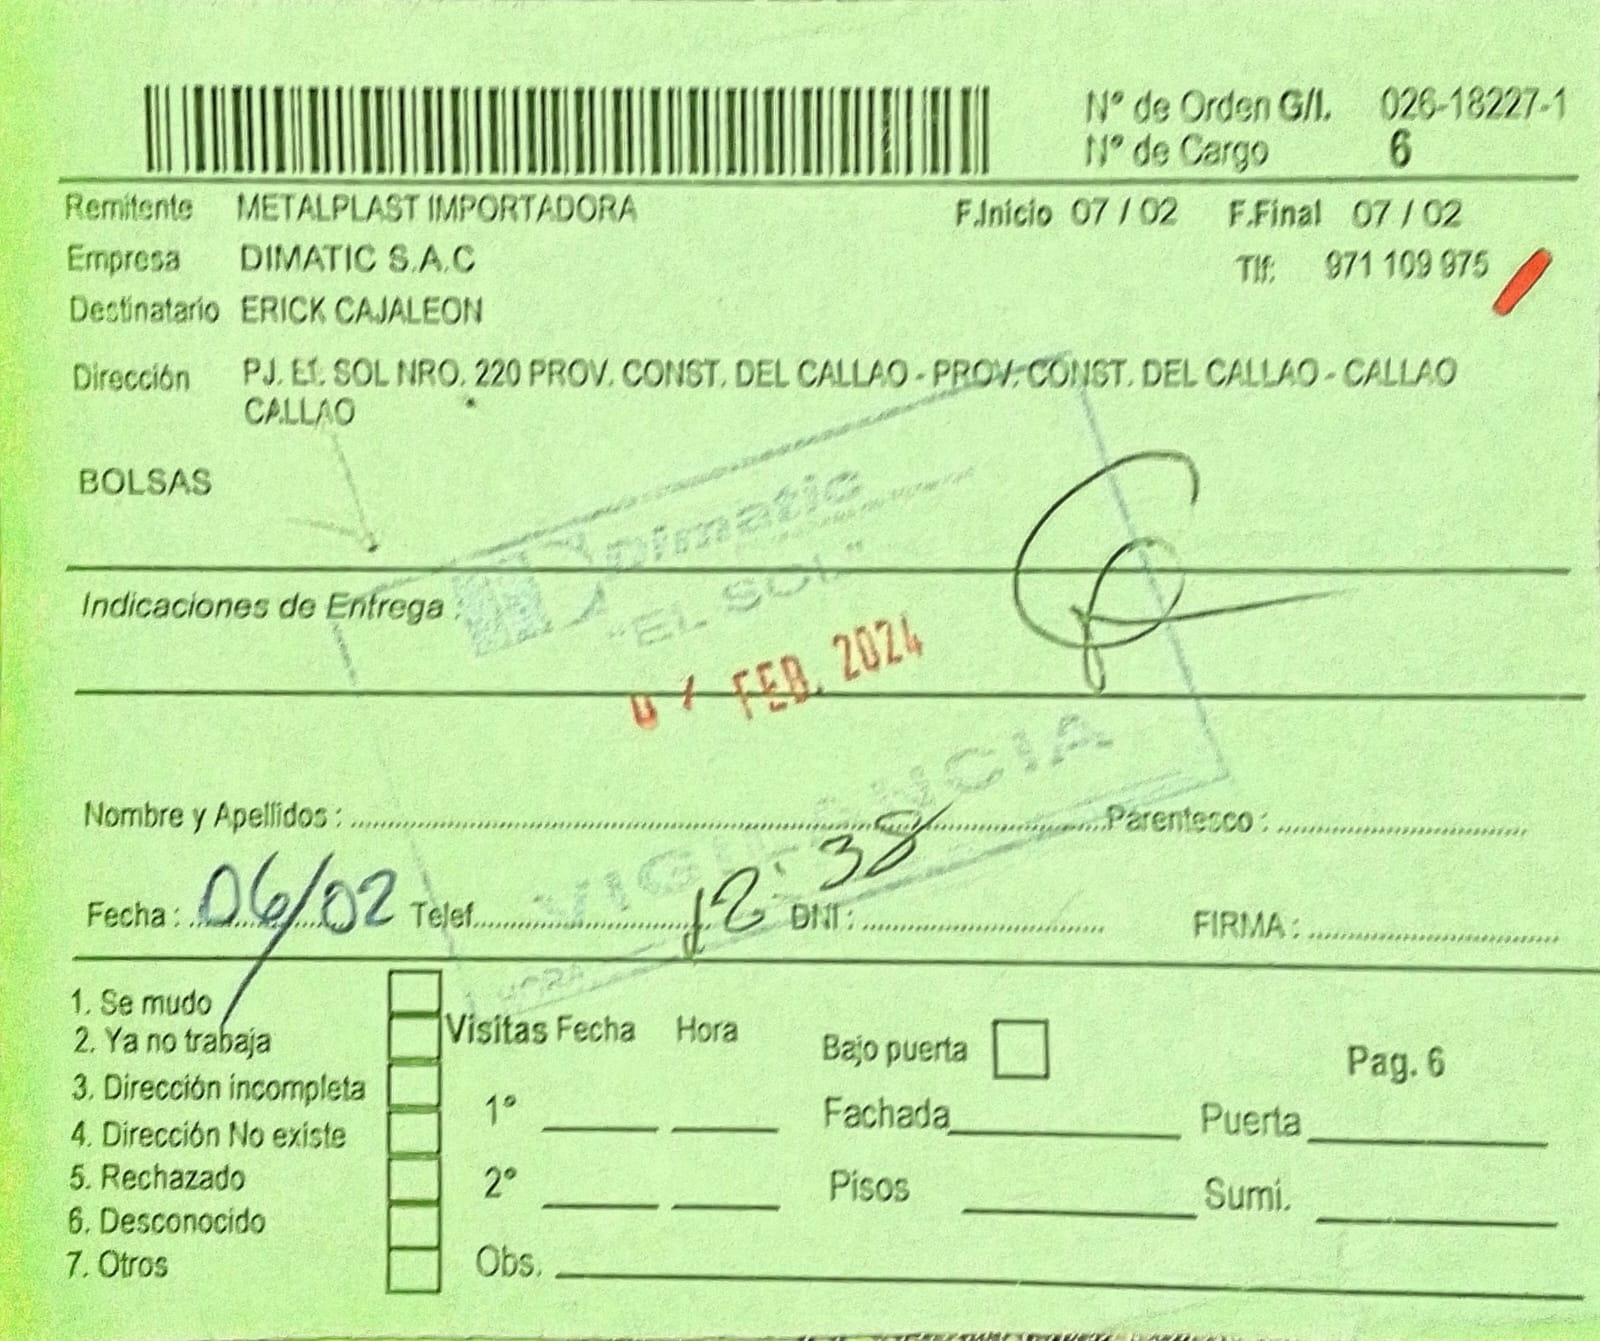 N° de Orden G/I. 026-18227-1
N° de Cargo 6
Remitente METALPLAST IMPORTADORA F.Inicio 07 / 02 F.Final 07 / 02
Empresa DIMATIC S.A.C Tlf: 971 109 975
Destinatario ERICK CAJALEON
Dirección PJ. EL SOL NRO. 220 PROV. CONST. DEL CALLAO - PROV. CONST. DEL CALLAO - CALLAO
CALLAO
BOLSAS
Dimatic
"EL SOL"
Indicaciones de Entrega :
FEB. 2024
VIGILANCIA
Nombre y Apellidos : Parentesco :
12 38
Fecha : 06/02 Telef. DNI : FIRMA :
HORA
1. Se mudo
2. Ya no trabaja
3. Dirección incompleta
4. Dirección No existe
5. Rechazado
6. Desconocido
7. Otros
Visitas Fecha Hora
1°
2°
Obs.
Bajo puerta Pag. 6
Fachada Puerta
Pisos Sumi.